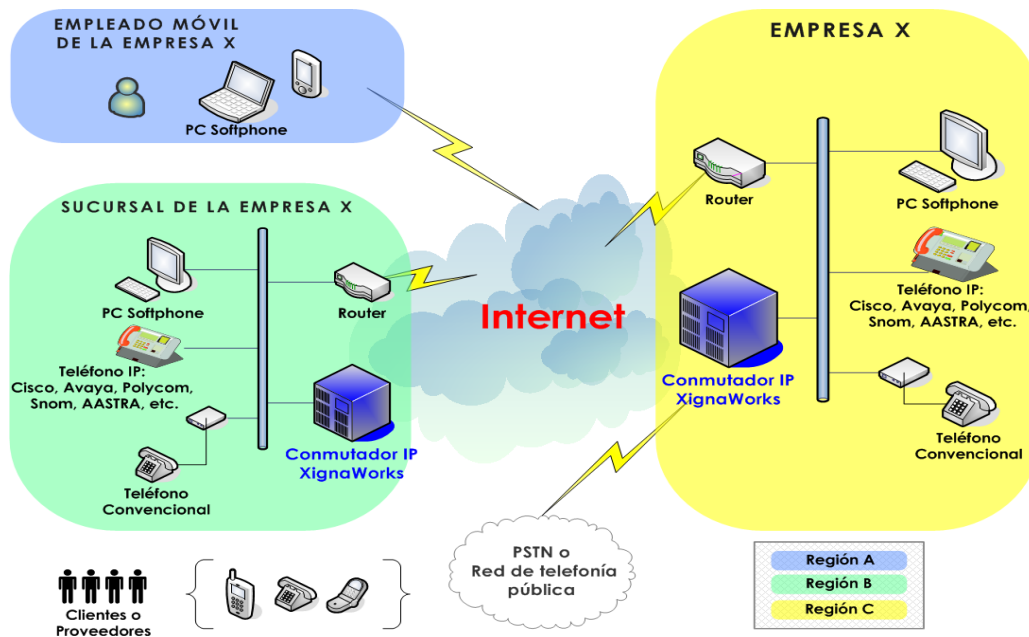 EMPLEADO MÓVIL
DE LA EMPRESA X
PC Softphone
SUCURSAL DE LA EMPRESA X
PC Softphone
Router
Teléfono IP:
Cisco, Avaya, Polycom,
Snom, AASTRA, etc.
Conmutador IP
XignaWorks
Teléfono
Convencional
Internet
EMPRESA X
Router
PC Softphone
Teléfono IP:
Cisco, Avaya, Polycom,
Snom, AASTRA, etc.
Conmutador IP
XignaWorks
Teléfono
Convencional
Clientes o
Proveedores
PSTN o
Red de telefonía
pública
Región A
Región B
Región C